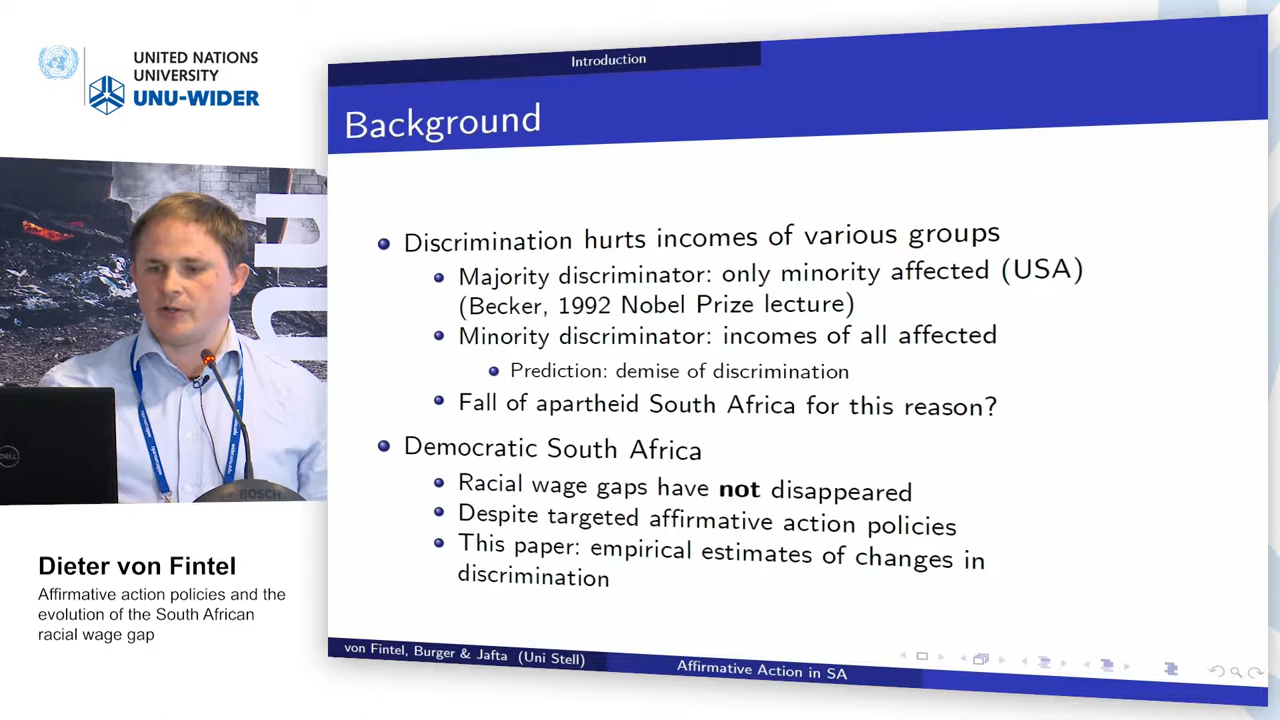 UNITED NATIONS
UNIVERSITY
UNU-WIDER
Introduction
Background
Discrimination hurts incomes of various groups
Majority discriminator: only minority affected (USA)
(Becker, 1992 Nobel Prize lecture)
Minority discriminator: incomes of all affected
Prediction: demise of discrimination
Fall of apartheid South Africa for this reason?
Democratic South Africa
Racial wage gaps have not disappeared
Despite targeted affirmative action policies
This paper: empirical estimates of changes in
discrimination
von Fintel, Burger & Jafta (Uni Stell)
Affirmative Action in SA
DELL
BOSCH
Dieter von Fintel
Affirmative action policies and the
evolution of the South African
racial wage gap